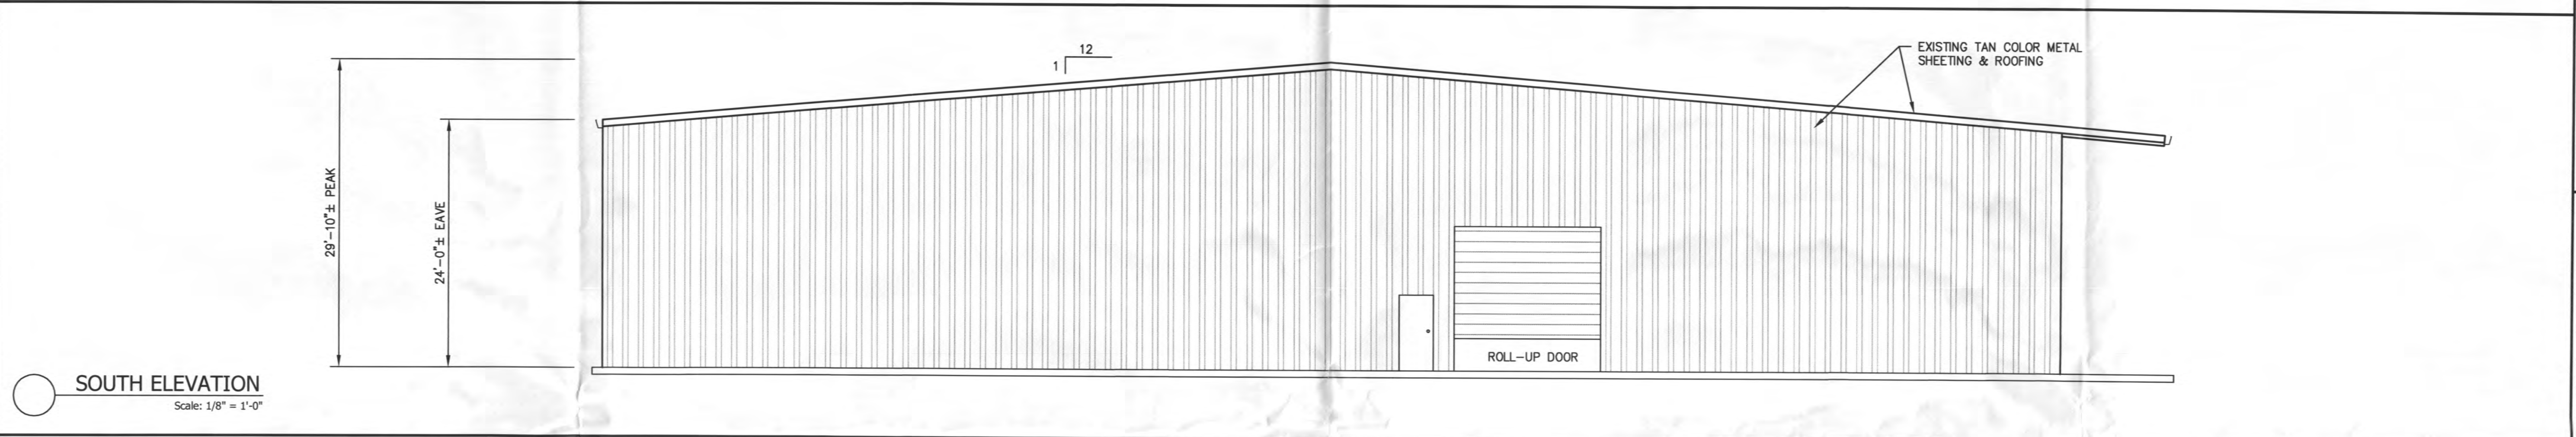 12
1
EXISTING TAN COLOR METAL
SHEETING & ROOFING
29'-10"± PEAK
24'-0"± EAVE
ROLL-UP DOOR
SOUTH ELEVATION
Scale: 1/8" = 1'-0"